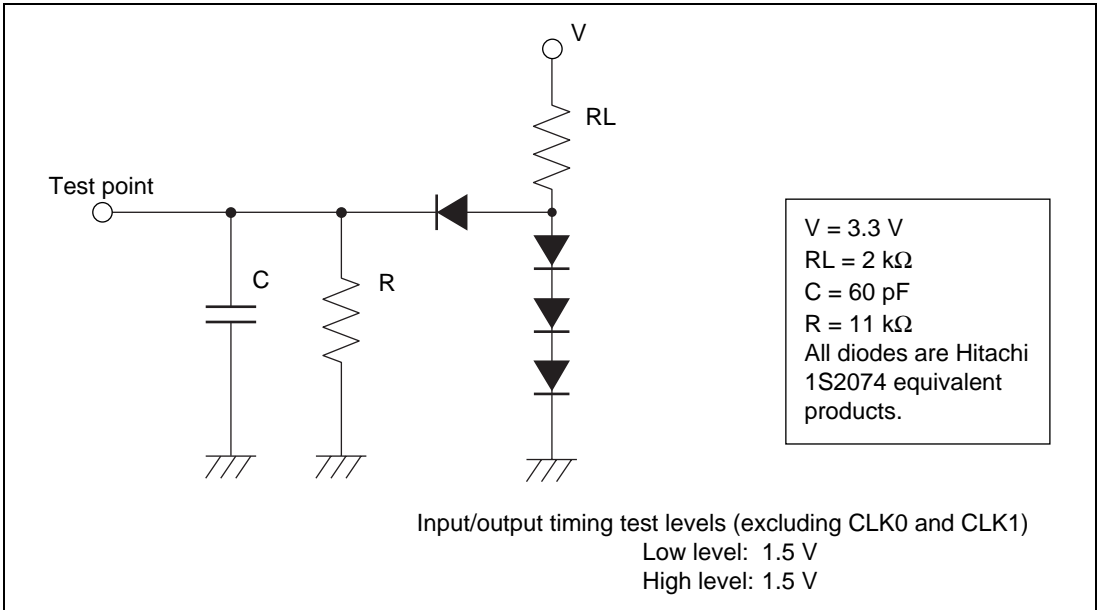 V
RL
Test point
C
R
V = 3.3 V
RL = 2 kΩ
C = 60 pF
R = 11 kΩ
All diodes are Hitachi
1S2074 equivalent
products.
Input/output timing test levels (excluding CLK0 and CLK1)
Low level: 1.5 V
High level: 1.5 V